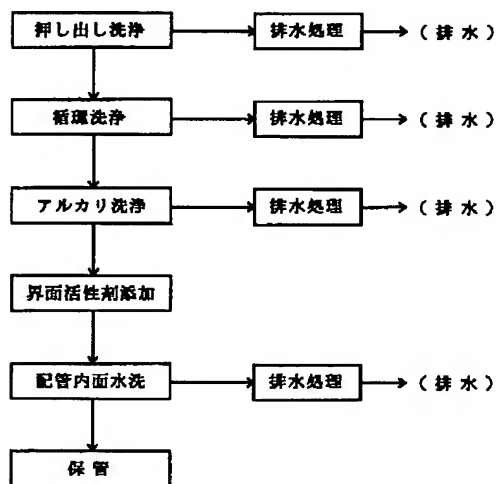 押し出し洗浄 排水処理 (排水)
循環洗浄 排水処理 (排水)
アルカリ洗浄 排水処理 (排水)
界面活性剤添加
配管内面水洗 排水処理 (排水)
保管